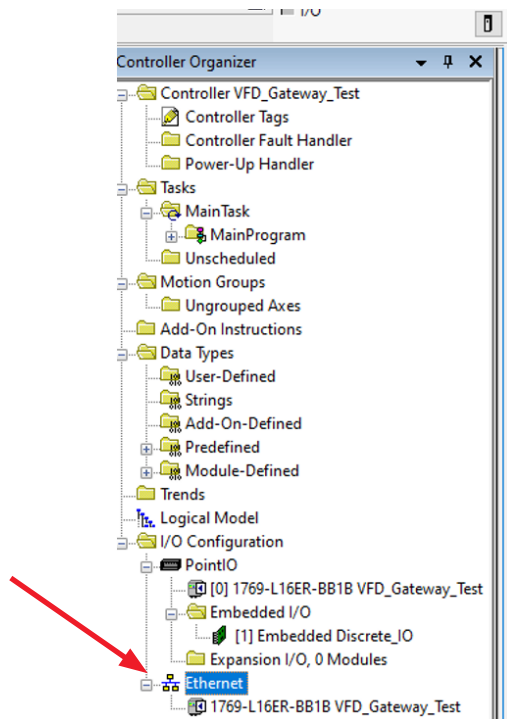 I/O
Controller Organizer
Controller VFD_Gateway_Test
Controller Tags
Controller Fault Handler
Power-Up Handler
Tasks
MainTask
MainProgram
Unscheduled
Motion Groups
Ungrouped Axes
Add-On Instructions
Data Types
User-Defined
Strings
Add-On-Defined
Predefined
Module-Defined
Trends
Logical Model
I/O Configuration
PointIO
[0] 1769-L16ER-BB1B VFD_Gateway_Test
Embedded I/O
[1] Embedded Discrete_IO
Expansion I/O, 0 Modules
Ethernet
1769-L16ER-BB1B VFD_Gateway_Test